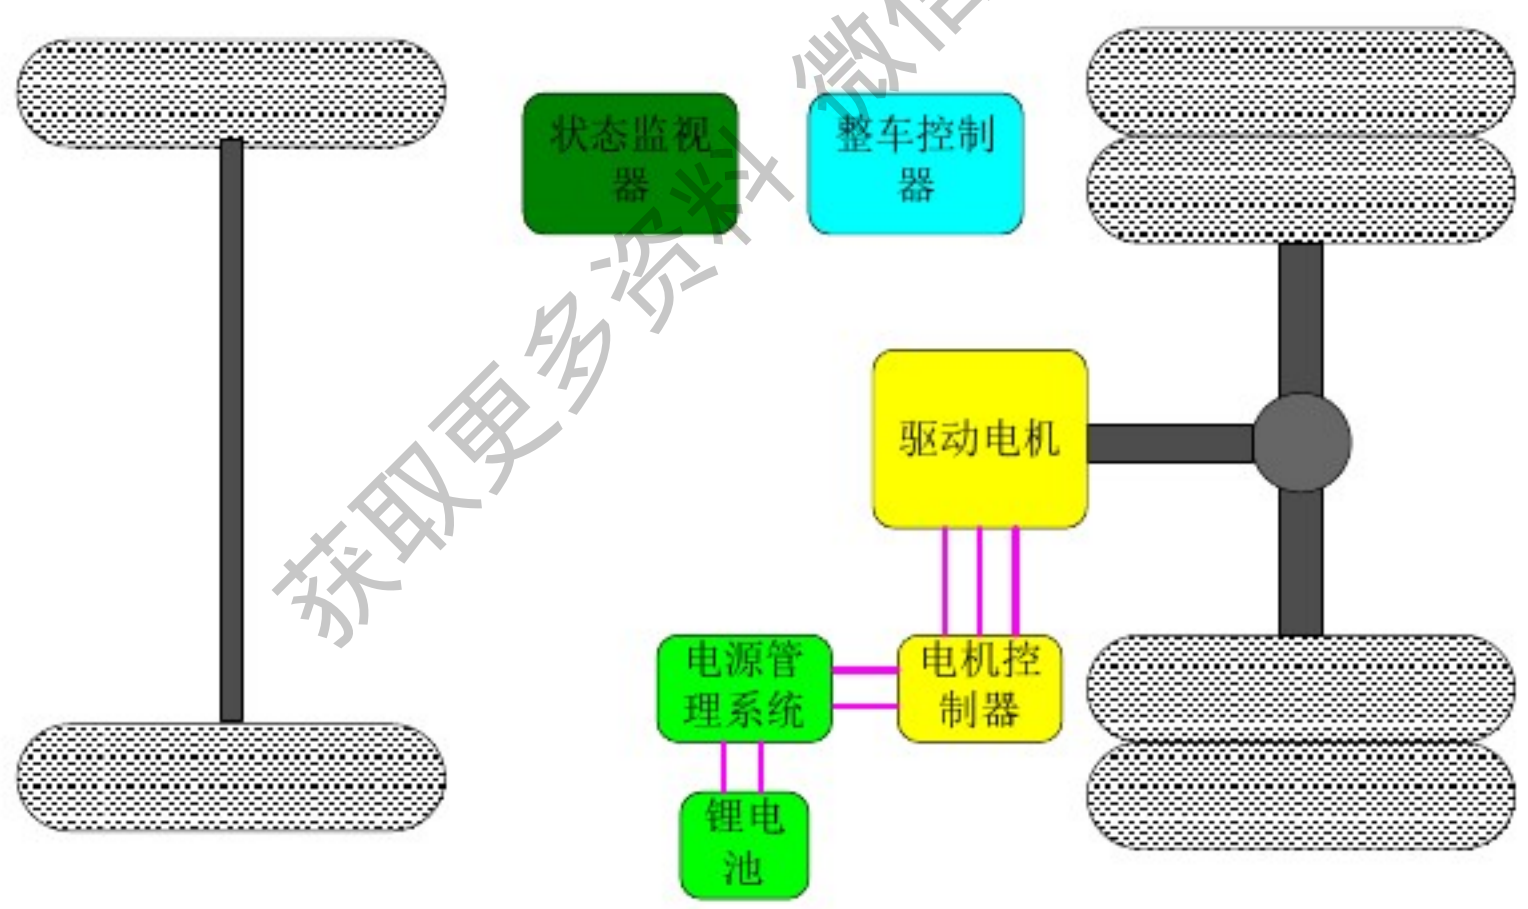 状态监视
器
整车控制
器
驱动电机
电源管
理系统
电机控
制器
锂电
池
获取更多资料 微信